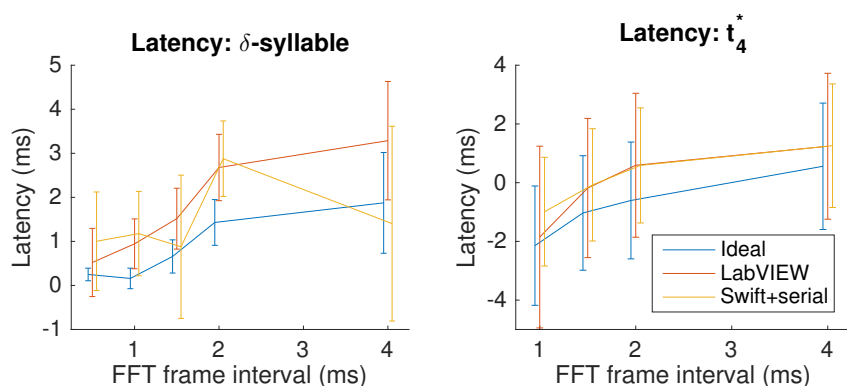 Latency: δ-syllable
Latency (ms)
5
4
3
2
1
0
-1
1
2
3
4
FFT frame interval (ms)
Latency: t₄*
Latency (ms)
4
2
0
-2
-4
1
2
3
4
FFT frame interval (ms)
Ideal
LabVIEW
Swift+serial